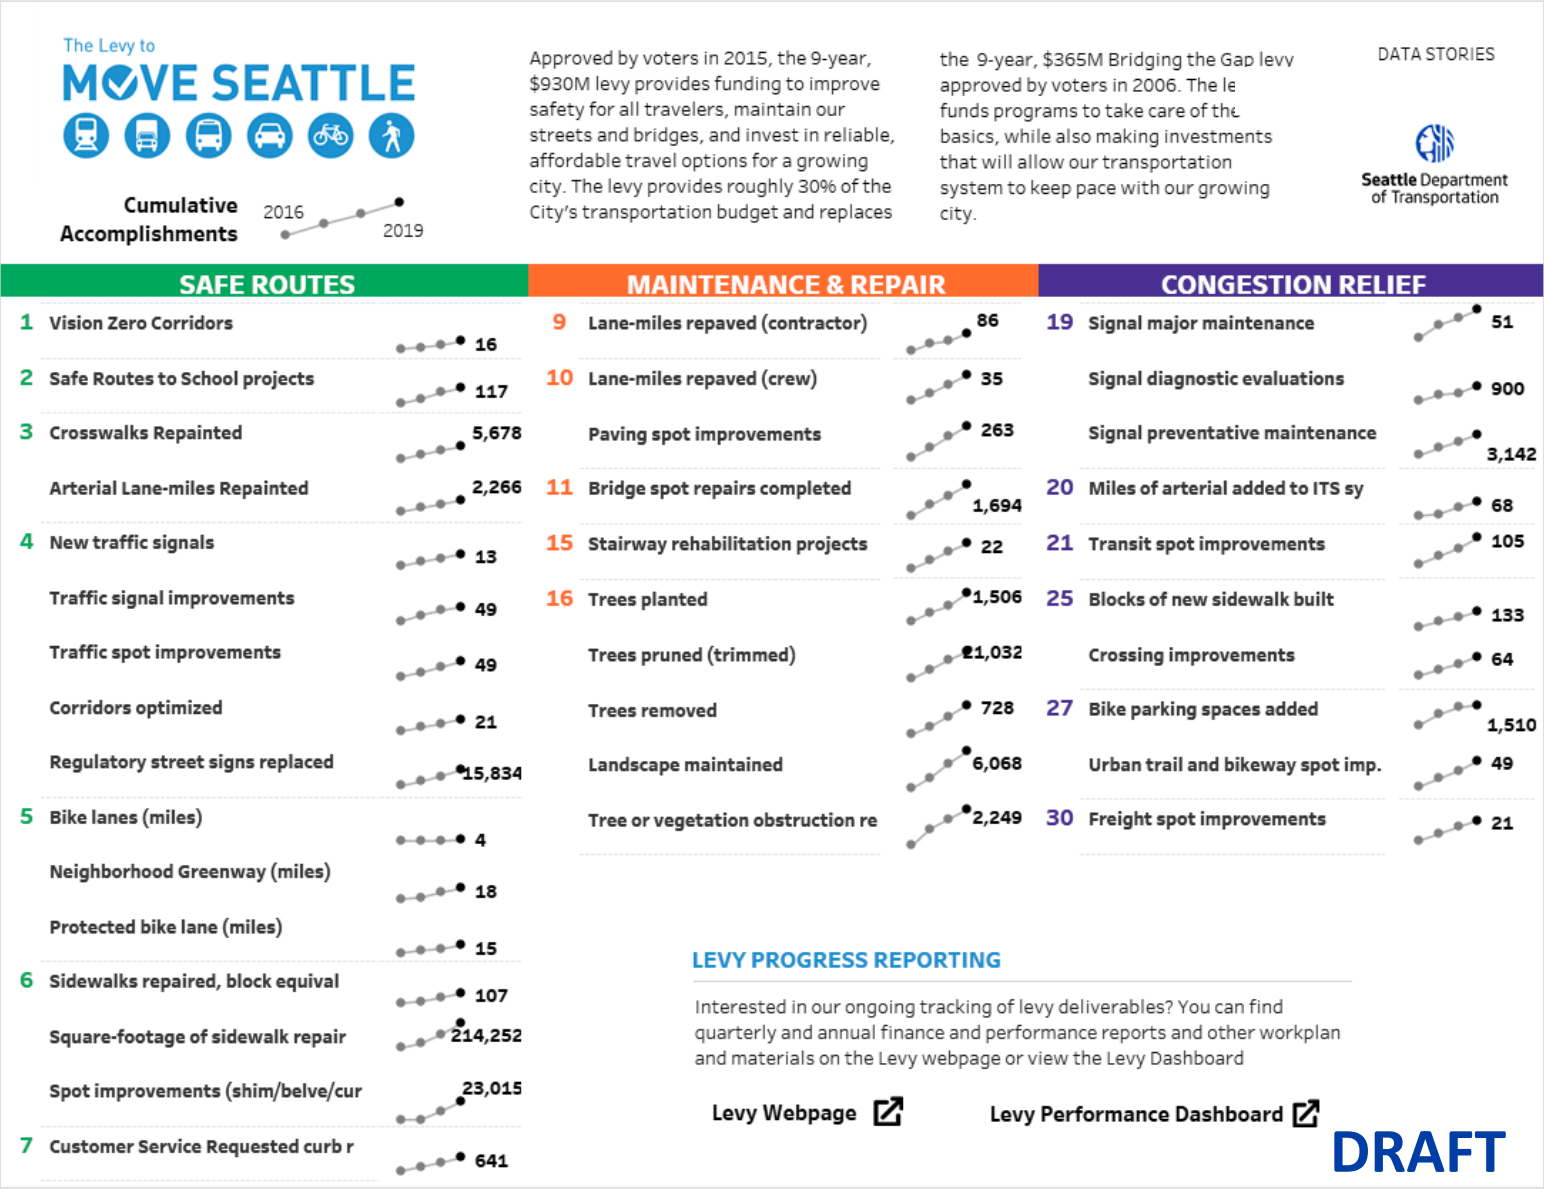 The Levy to
MOVE SEATTLE
Cumulative
Accomplishments
2016
2019
Approved by voters in 2015, the 9-year,
$930M levy provides funding to improve
safety for all travelers, maintain our
streets and bridges, and invest in reliable,
affordable travel options for a growing
city. The levy provides roughly 30% of the
City's transportation budget and replaces
the 9-year, $365M Bridging the Gap levy
approved by voters in 2006. The le
funds programs to take care of the
basics, while also making investments
that will allow our transportation
system to keep pace with our growing
city.
DATA STORIES
Seattle Department
of Transportation
SAFE ROUTES
1 Vision Zero Corridors 16
2 Safe Routes to School projects 117
3 Crosswalks Repainted 5,678
Arterial Lane-miles Repainted 2,266
4 New traffic signals 13
Traffic signal improvements 49
Traffic spot improvements 49
Corridors optimized 21
Regulatory street signs replaced 15,834
5 Bike lanes (miles) 4
Neighborhood Greenway (miles) 18
Protected bike lane (miles) 15
6 Sidewalks repaired, block equival 107
Square-footage of sidewalk repair 214,252
Spot improvements (shim/belve/cur 23,015
7 Customer Service Requested curb r 641
MAINTENANCE & REPAIR
9 Lane-miles repaved (contractor) 86
10 Lane-miles repaved (crew) 35
Paving spot improvements 263
11 Bridge spot repairs completed 1,694
15 Stairway rehabilitation projects 22
16 Trees planted 1,506
Trees pruned (trimmed) 21,032
Trees removed 728
Landscape maintained 6,068
Tree or vegetation obstruction re 2,249
CONGESTION RELIEF
19 Signal major maintenance 51
Signal diagnostic evaluations 900
Signal preventative maintenance 3,142
20 Miles of arterial added to ITS sy 68
21 Transit spot improvements 105
25 Blocks of new sidewalk built 133
Crossing improvements 64
27 Bike parking spaces added 1,510
Urban trail and bikeway spot imp. 49
30 Freight spot improvements 21
LEVY PROGRESS REPORTING
Interested in our ongoing tracking of levy deliverables? You can find
quarterly and annual finance and performance reports and other workplan
and materials on the Levy webpage or view the Levy Dashboard
Levy Webpage
Levy Performance Dashboard
DRAFT